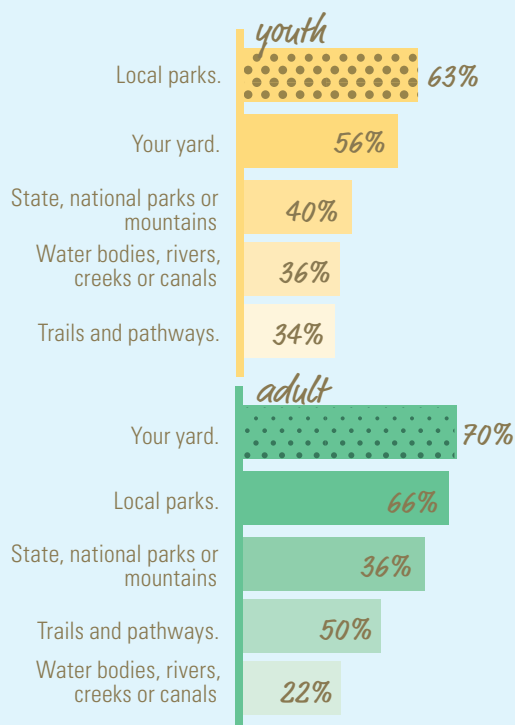 youth
Local parks.
63%
Your yard.
56%
State, national parks or
mountains
40%
Water bodies, rivers,
creeks or canals
36%
Trails and pathways.
34%
adult
Your yard.
70%
Local parks.
66%
State, national parks or
mountains
36%
Trails and pathways.
50%
Water bodies, rivers,
creeks or canals
22%